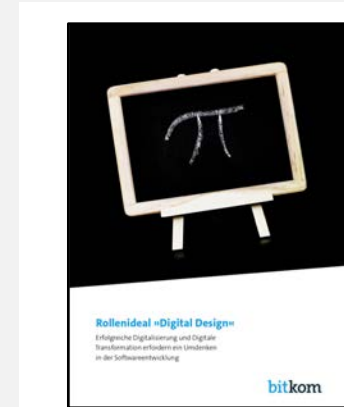 π
Rollenideal »Digital Design«
Erfolgreiche Digitalisierung und Digitale
Transformation erfordern ein Umdenken
in der Softwareentwicklung
bitkom